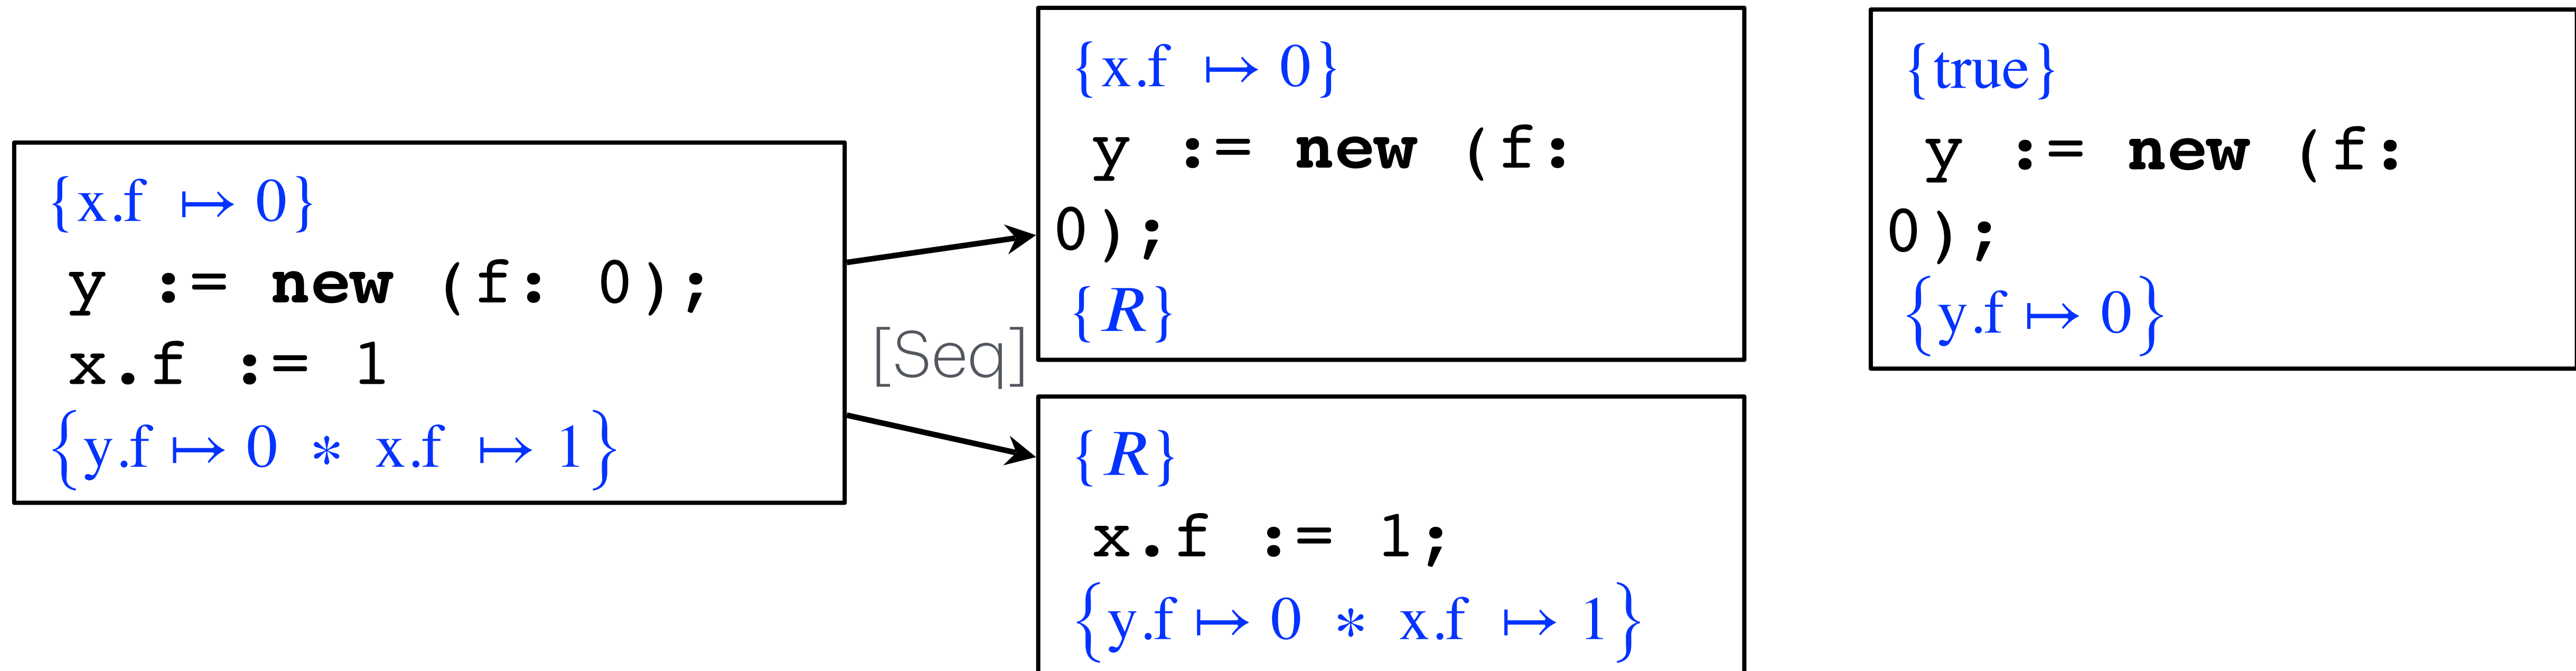 {x.f ↦ 0}
y := new (f: 0);
x.f := 1
{y.f ↦ 0 * x.f ↦ 1}
[Seq]
{x.f ↦ 0}
y := new (f:
0);
{R}
{R}
x.f := 1;
{y.f ↦ 0 * x.f ↦ 1}
{true}
y := new (f:
0);
{y.f ↦ 0}